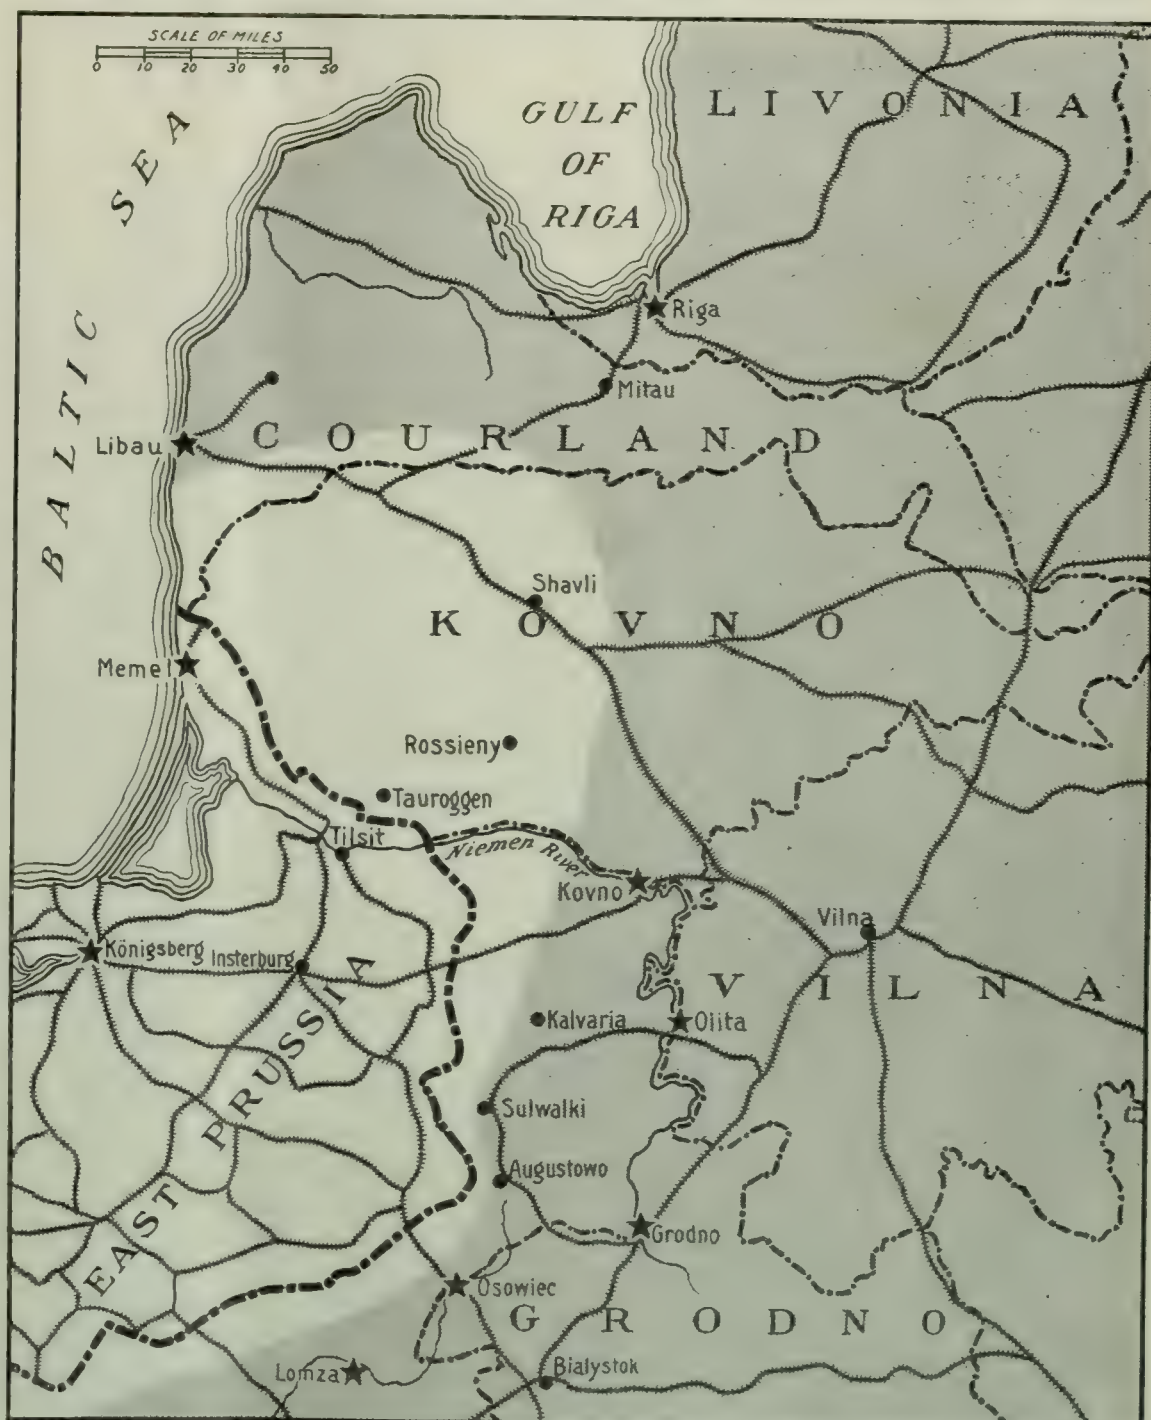 SCALE OF MILES
0 10 20 30 40 50
BALTIC SEA
GULF
OF
RIGA
LIVONIA
Riga
Mitau
Libau
COURLAND
Shavli
KOVNO
Memel
Rossieny
Tauroggen
Tilsit
Niemen River
Kovno
Vilna
Königsberg
Insterburg
VILNA
Kalvaria
Olita
EAST PRUSSIA
Sulwalki
Augustowo
Grodno
Osowiec
GRODNO
Lomza
Bialystok